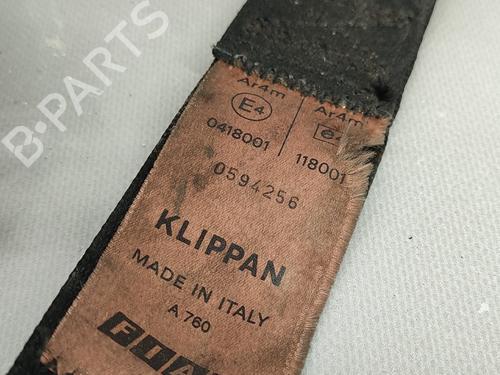 B-PARTS
Ar4m Ar4m
E4 e
0418001 118001
0594256
KLIPPAN
MADE IN ITALY
A 760